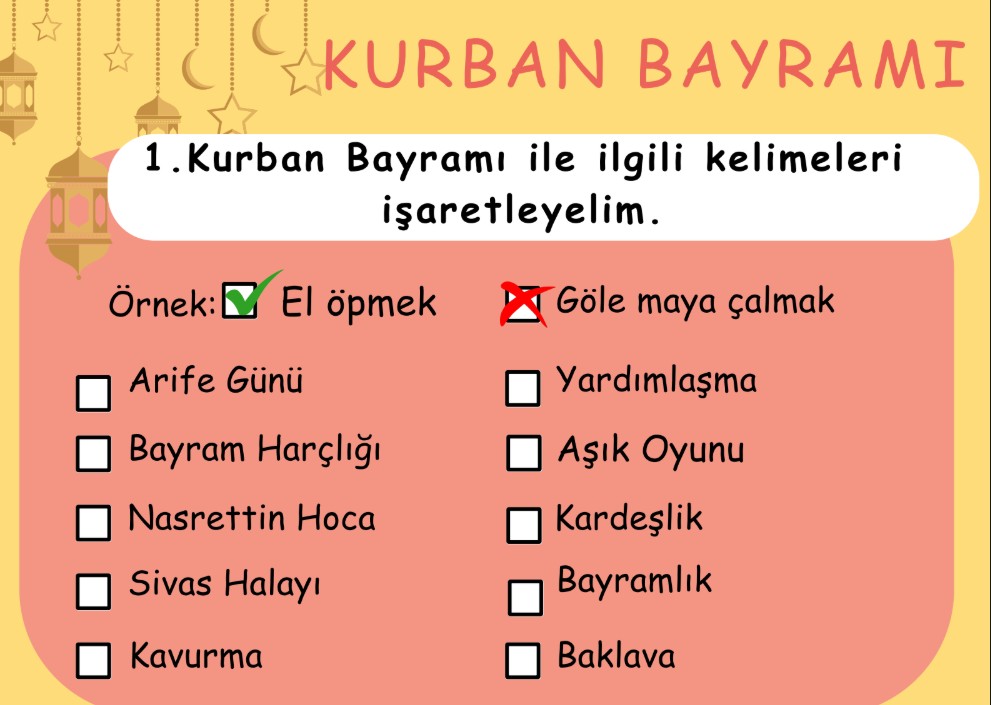 KURBAN BAYRAMI
1.Kurban Bayramı ile ilgili kelimeleri
işaretleyelim.
Örnek: El öpmek Göle maya çalmak
Arife Günü Yardımlaşma
Bayram Harçlığı Aşık Oyunu
Nasrettin Hoca Kardeşlik
Sivas Halayı Bayramlık
Kavurma Baklava